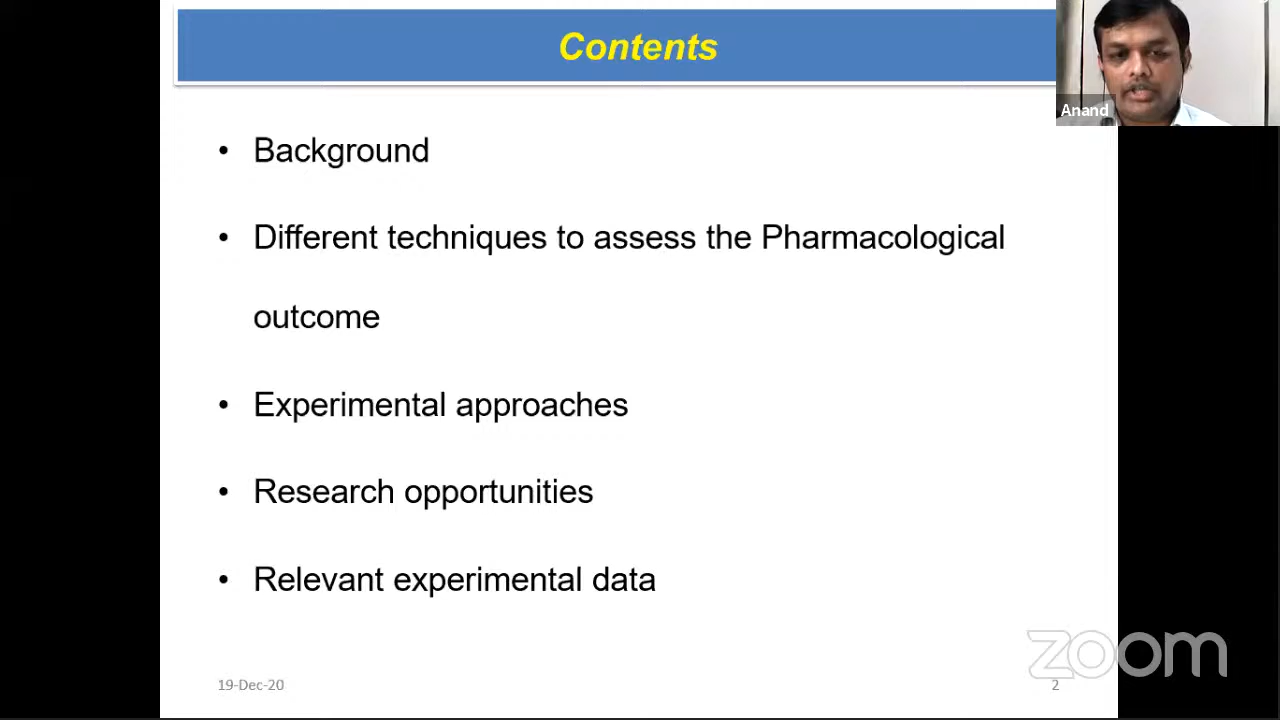 Contents
Anand
• Background
• Different techniques to assess the Pharmacological
outcome
• Experimental approaches
• Research opportunities
• Relevant experimental data
zoom
19-Dec-20
2